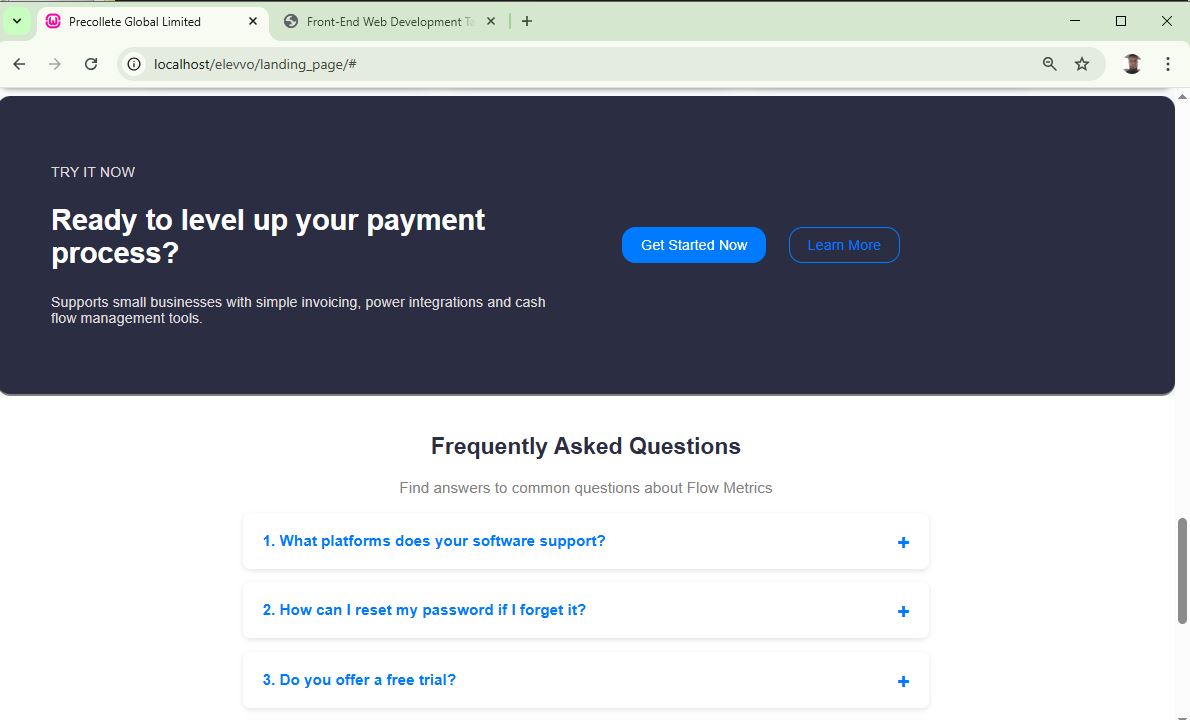 Precollete Global Limited
Front-End Web Development Ta
localhost/elevvo/landing_page/#
TRY IT NOW
Ready to level up your payment
process?
Get Started Now
Learn More
Supports small businesses with simple invoicing, power integrations and cash
flow management tools.
Frequently Asked Questions
Find answers to common questions about Flow Metrics
1. What platforms does your software support?
+
2. How can I reset my password if I forget it?
+
3. Do you offer a free trial?
+